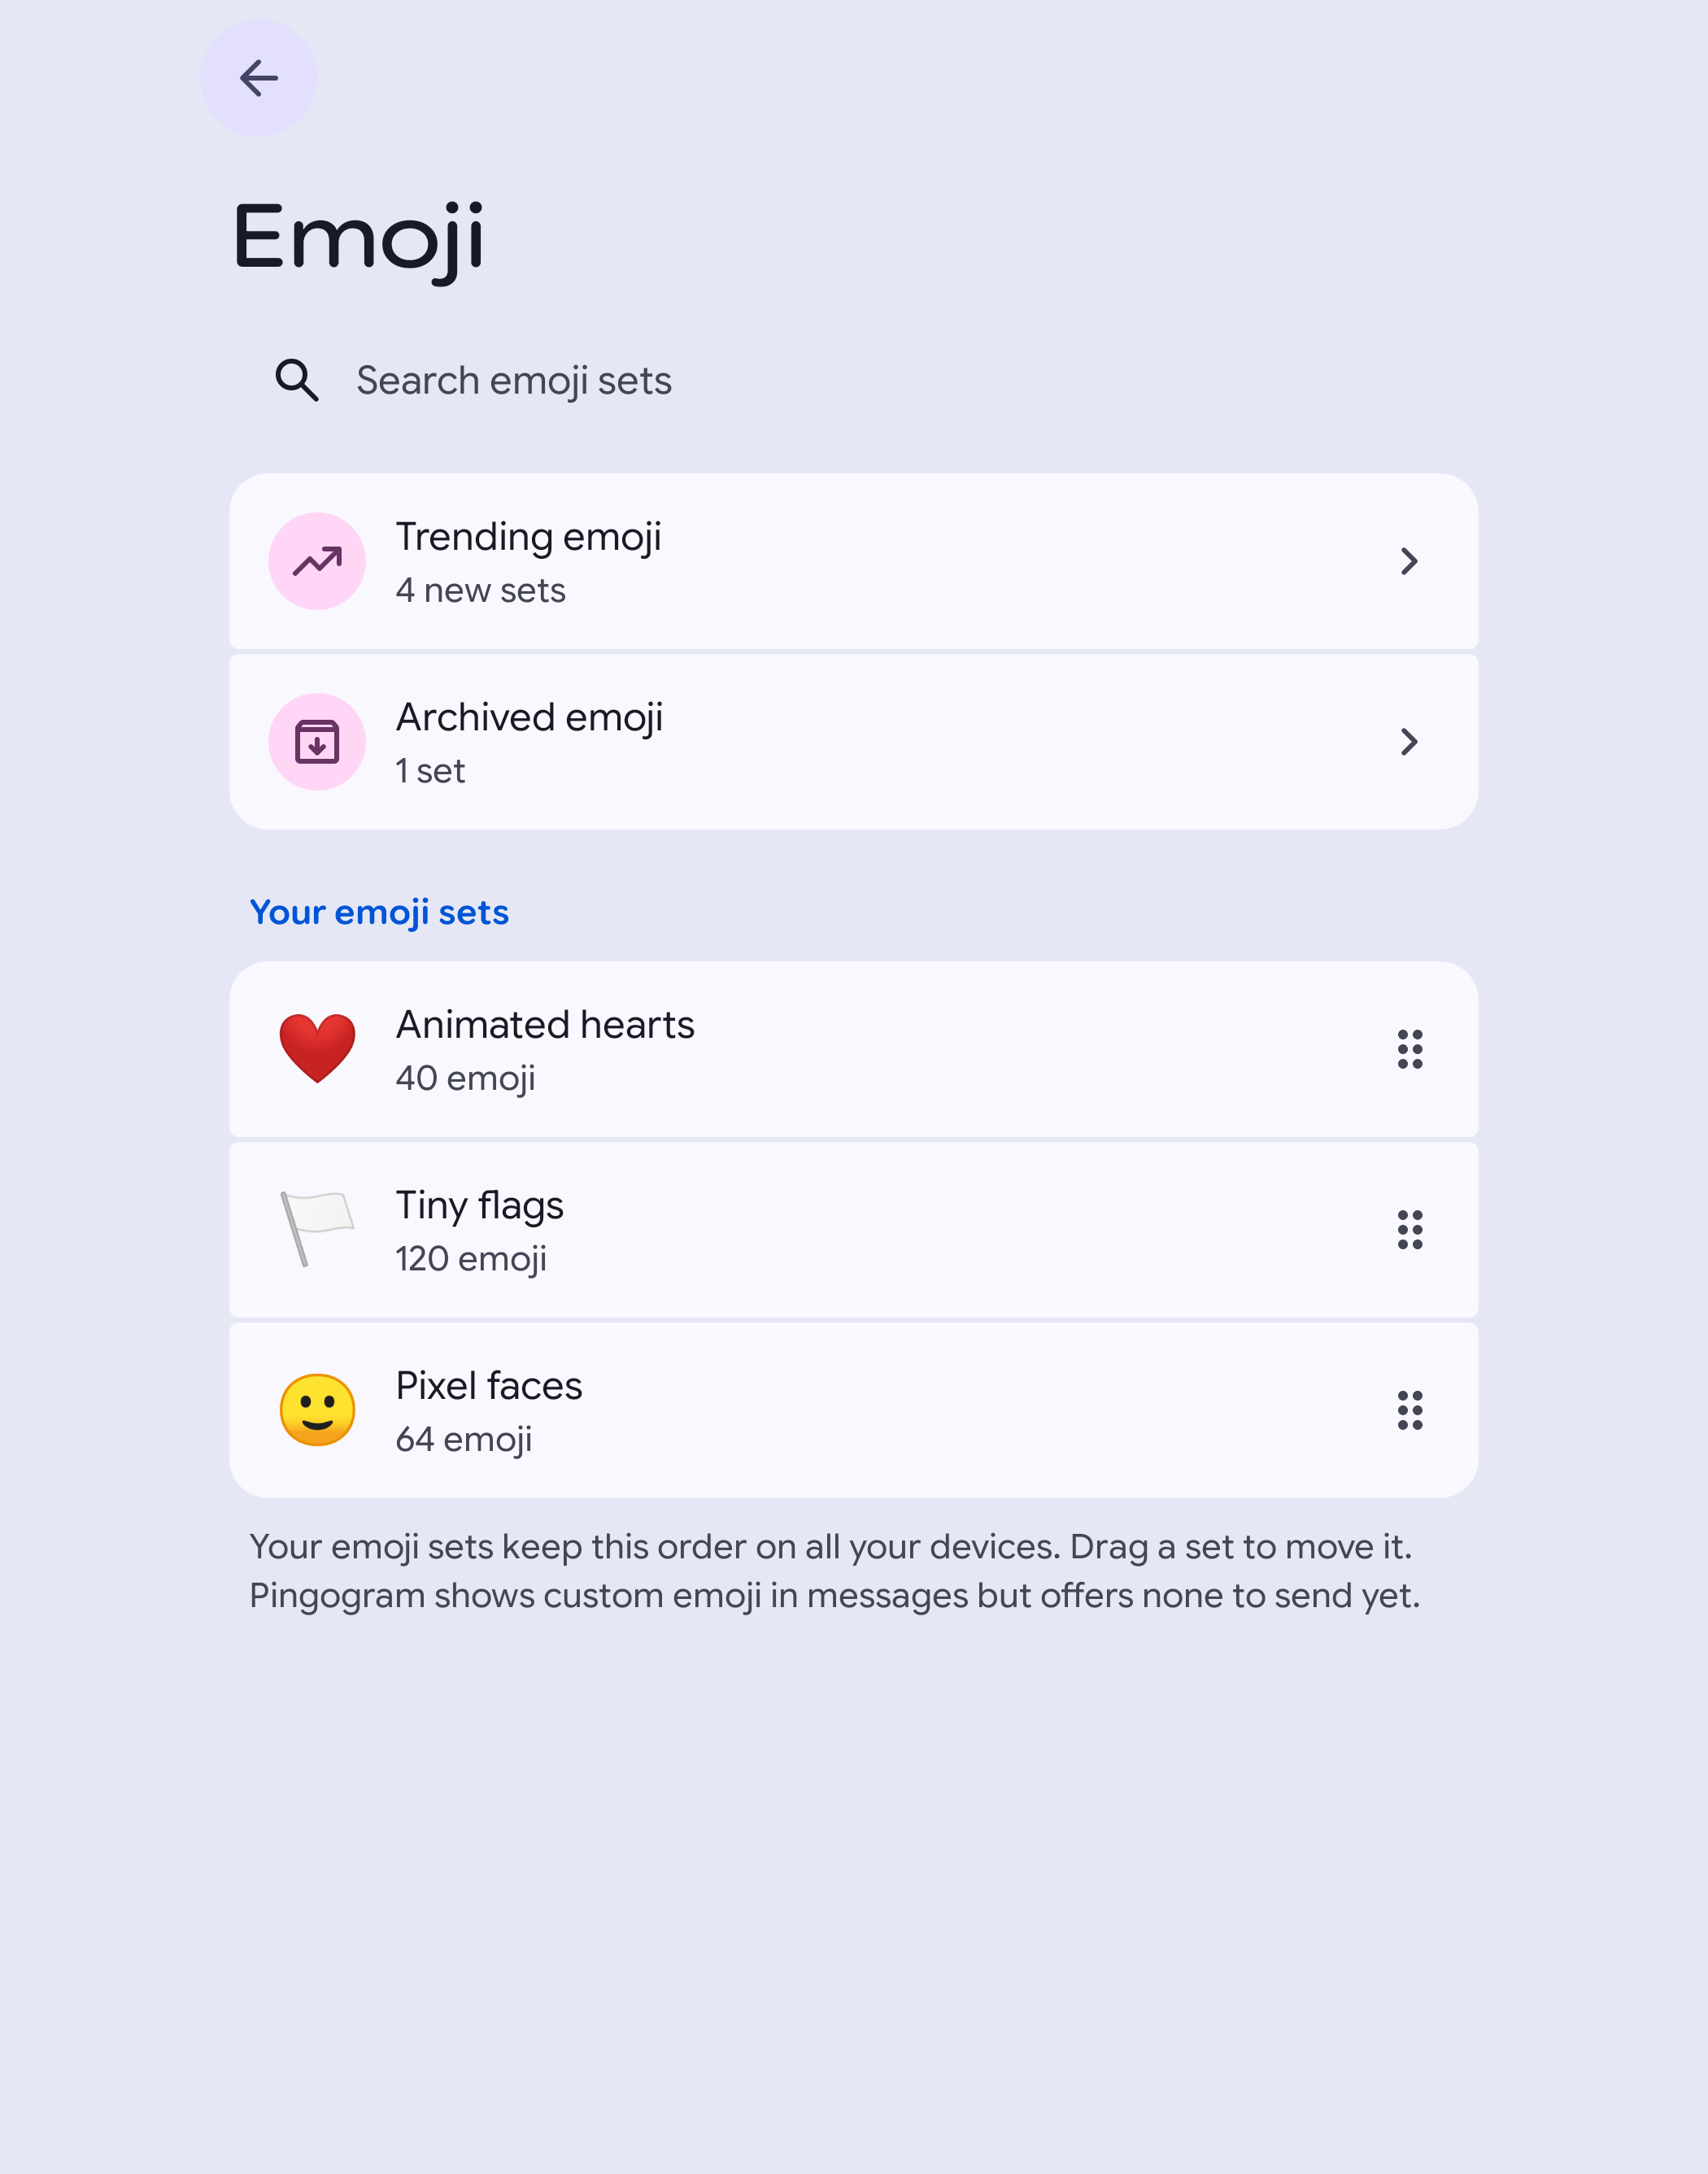 Emoji
Search emoji sets
Trending emoji
4 new sets
Archived emoji
1 set
Your emoji sets
Animated hearts
40 emoji
Tiny flags
120 emoji
Pixel faces
64 emoji
Your emoji sets keep this order on all your devices. Drag a set to move it.
Pingogram shows custom emoji in messages but offers none to send yet.